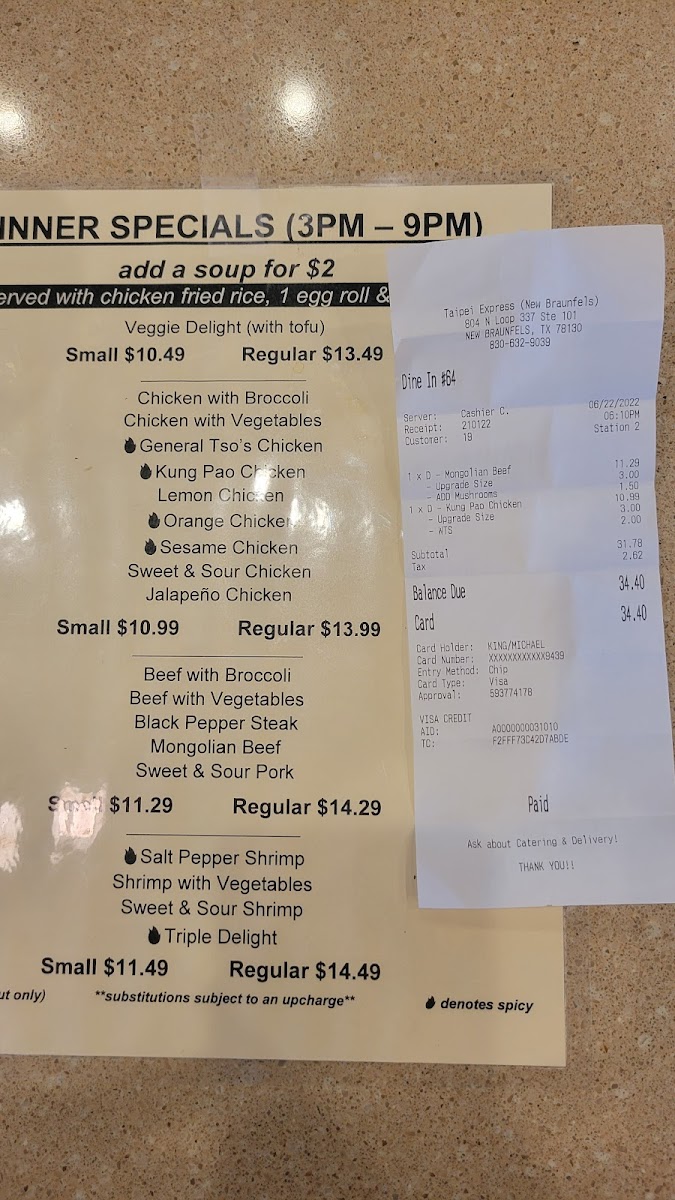 INNER SPECIALS (3PM – 9PM)
add a soup for $2
erved with chicken fried rice, 1 egg roll &
Veggie Delight (with tofu)
Small $10.49 Regular $13.49
Chicken with Broccoli
Chicken with Vegetables
General Tso's Chicken
Kung Pao Chicken
Lemon Chicken
Orange Chicken
Sesame Chicken
Sweet & Sour Chicken
Jalapeño Chicken
Small $10.99 Regular $13.99
Beef with Broccoli
Beef with Vegetables
Black Pepper Steak
Mongolian Beef
Sweet & Sour Pork
Small $11.29 Regular $14.29
Salt Pepper Shrimp
Shrimp with Vegetables
Sweet & Sour Shrimp
Triple Delight
Small $11.49 Regular $14.49
ut only) **substitutions subject to an upcharge** denotes spicy
Taipei Express (New Braunfels)
804 N Loop 337 Ste 101
NEW BRAUNFELS, TX 78130
830-632-9039
Dine In #64
Server: Cashier C. 06/22/2022
Receipt: 210122 06:10PM
Customer: 19 Station 2
1 x D - Mongolian Beef 11.29
- Upgrade Size 3.00
- ADD Mushrooms 1.50
1 x D - Kung Pao Chicken 10.99
- Upgrade Size 3.00
- WTS 2.00
Subtotal 31.78
Tax 2.62
Balance Due 34.40
Card 34.40
Card Holder: KING/MICHAEL
Card Number: XXXXXXXXXXXX9439
Entry Method: Chip
Card Type: Visa
Approval: 593774178
VISA CREDIT
AID: A0000000031010
TC: F2FFF73C42D7ABDE
Paid
Ask about Catering & Delivery!
THANK YOU!!